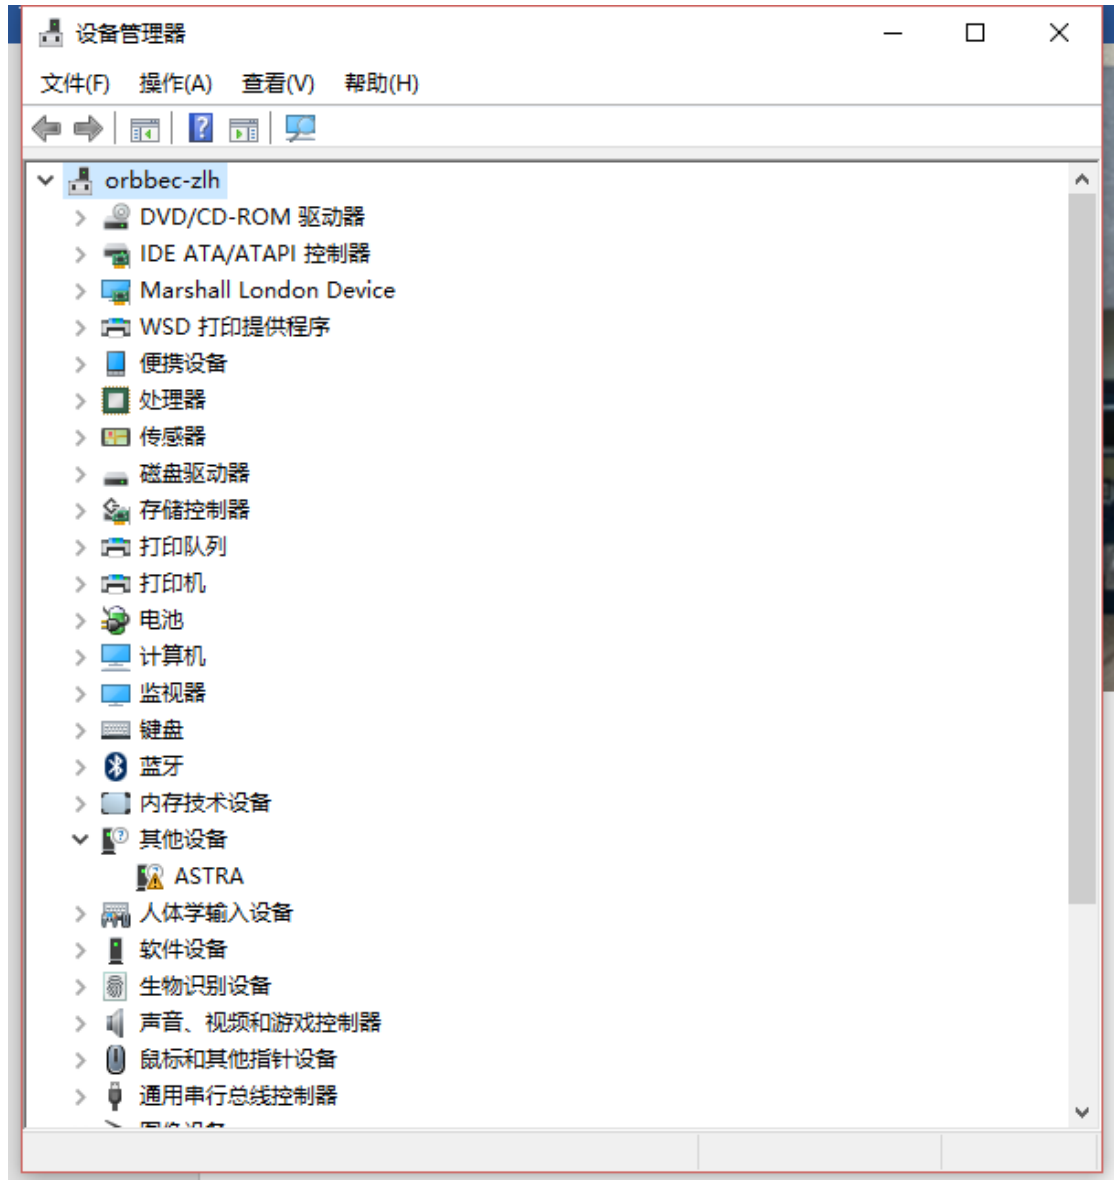 设备管理器
文件(F) 操作(A) 查看(V) 帮助(H)
orbbec-zlh
DVD/CD-ROM 驱动器
IDE ATA/ATAPI 控制器
Marshall London Device
WSD 打印提供程序
便携设备
处理器
传感器
磁盘驱动器
存储控制器
打印队列
打印机
电池
计算机
监视器
键盘
蓝牙
内存技术设备
其他设备
ASTRA
人体学输入设备
软件设备
生物识别设备
声音、视频和游戏控制器
鼠标和其他指针设备
通用串行总线控制器